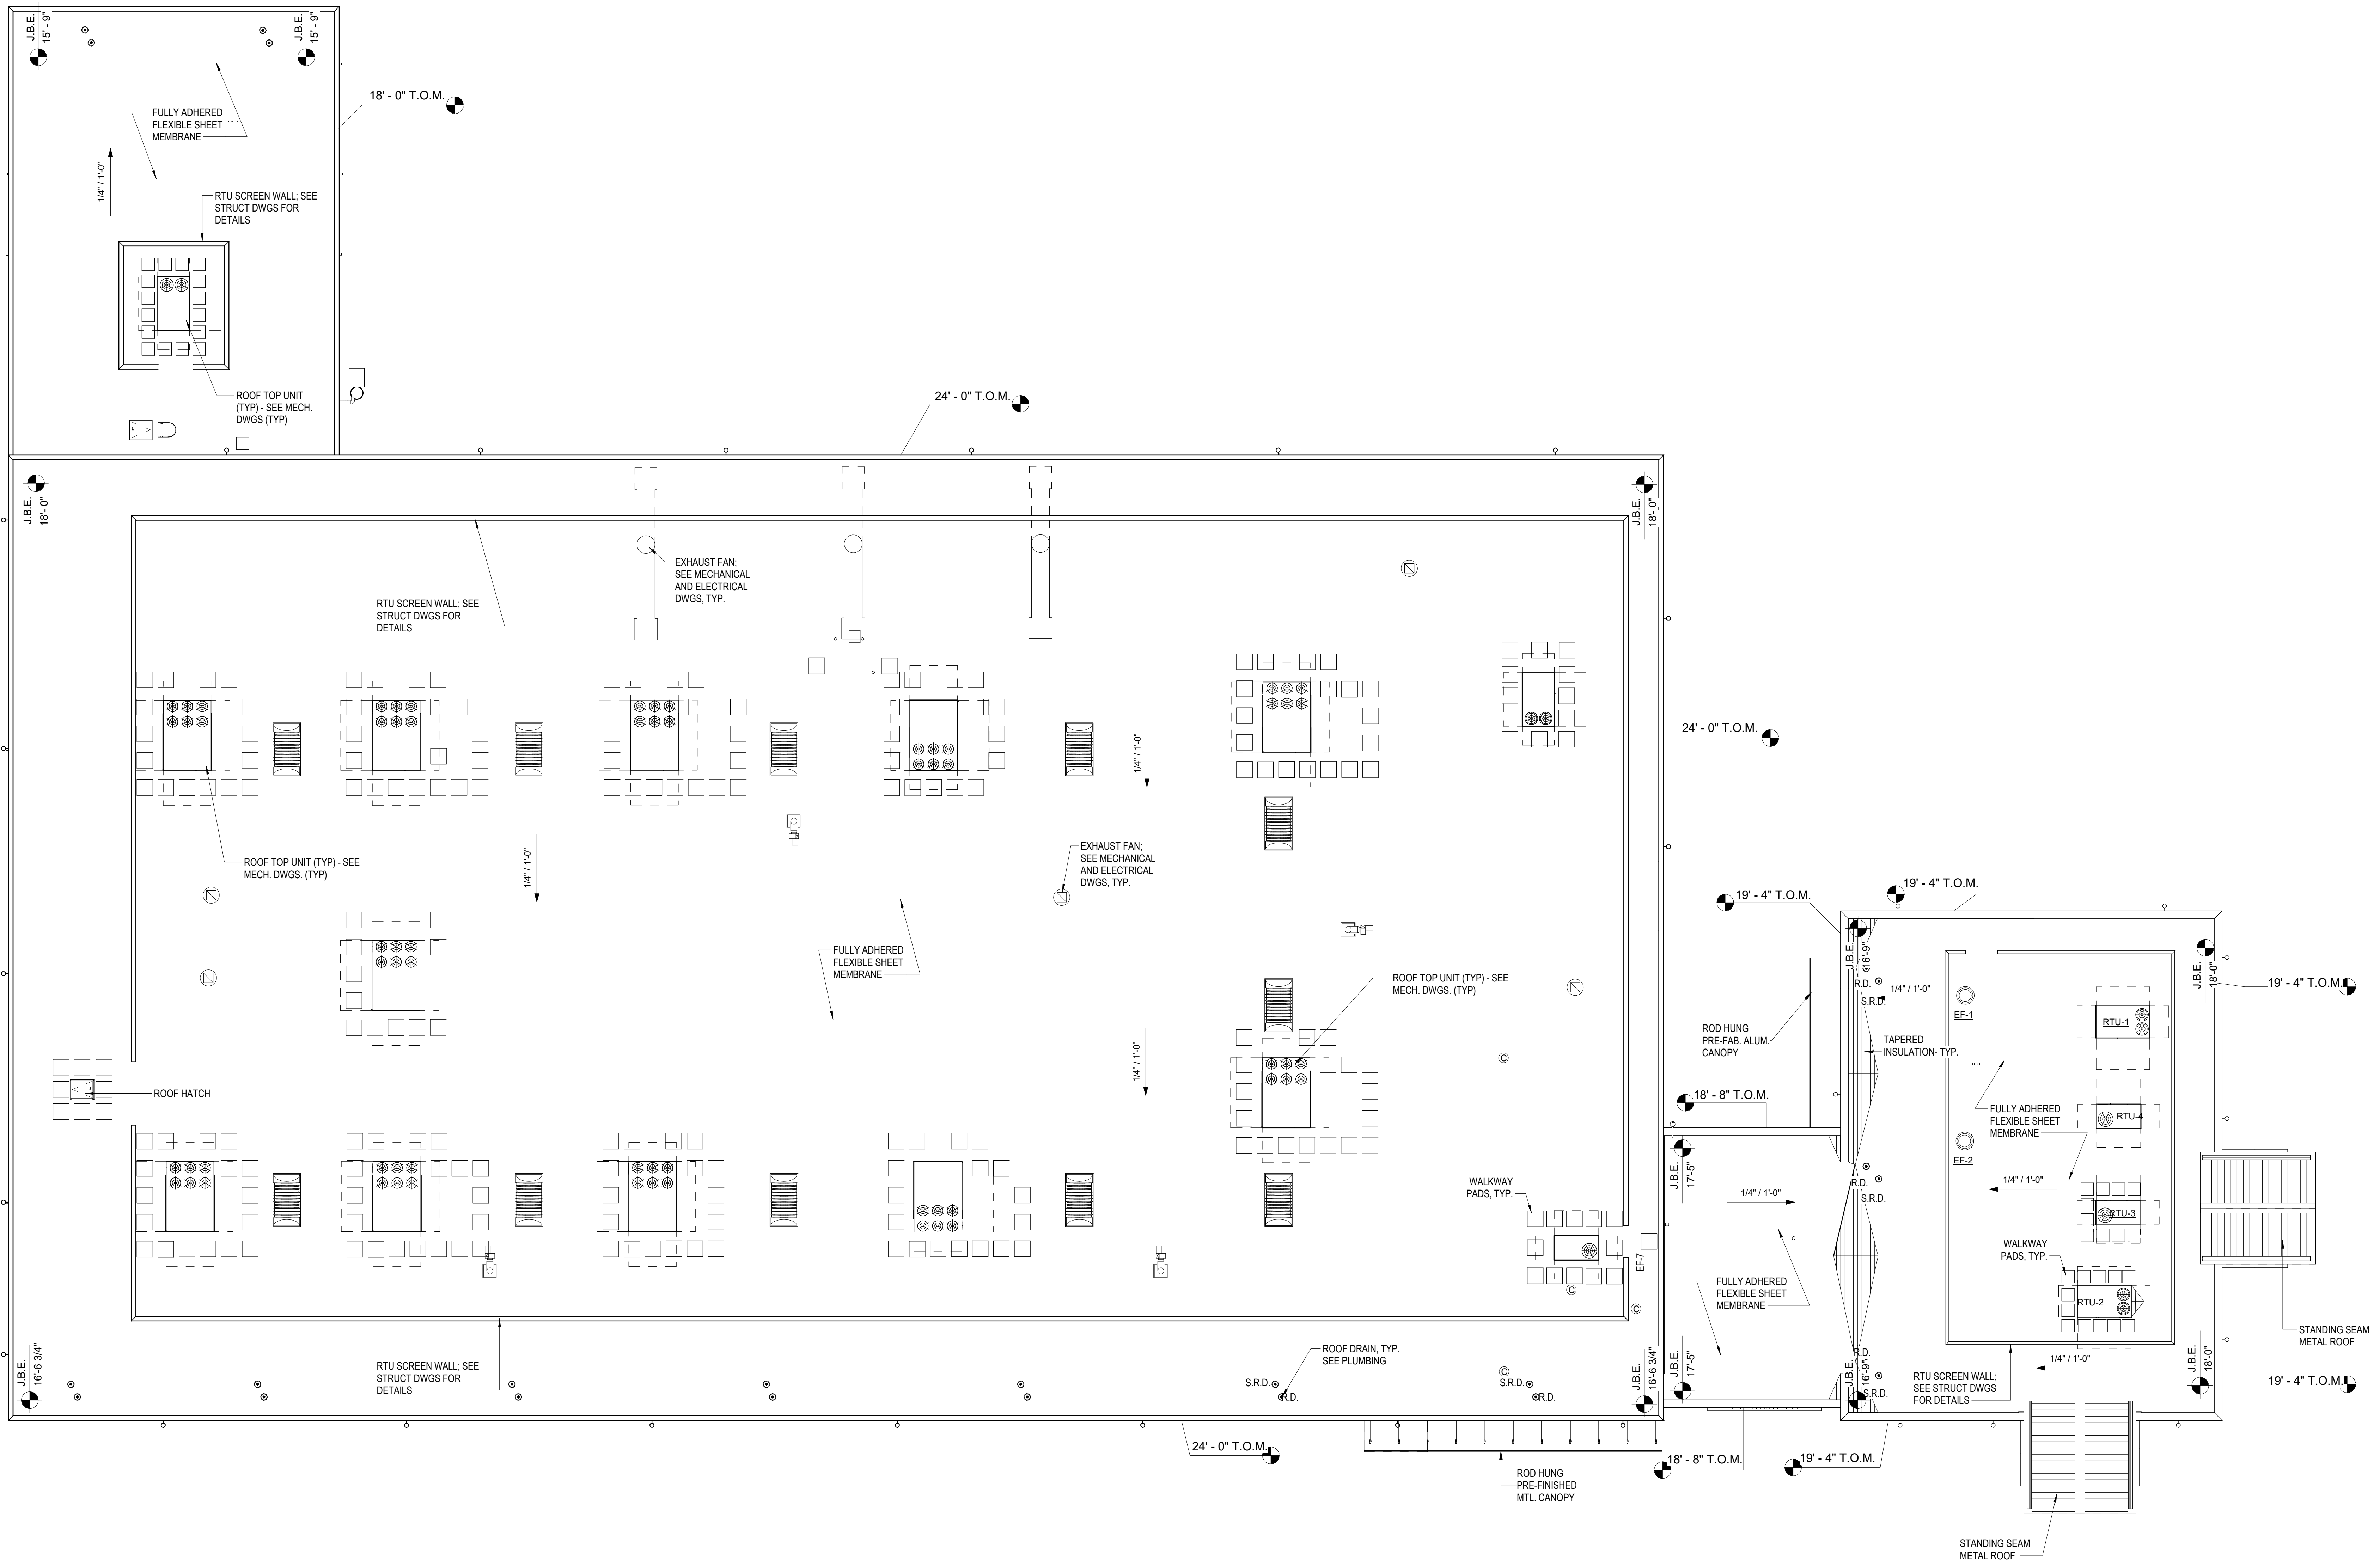 J.B.E.
15' - 9"
J.B.E.
15' - 9"
18' - 0" T.O.M.
FULLY ADHERED
FLEXIBLE SHEET
MEMBRANE
1/4" / 1'-0"
RTU SCREEN WALL; SEE
STRUCT DWGS FOR
DETAILS
ROOF TOP UNIT
(TYP) - SEE MECH.
DWGS (TYP)
24' - 0" T.O.M.
J.B.E.
18'- 0"
J.B.E.
18'- 0"
EXHAUST FAN;
SEE MECHANICAL
AND ELECTRICAL
DWGS, TYP.
RTU SCREEN WALL; SEE
STRUCT DWGS FOR
DETAILS
24' - 0" T.O.M.
1/4" / 1'-0"
ROOF TOP UNIT (TYP) - SEE
MECH. DWGS. (TYP)
1/4" / 1'-0"
EXHAUST FAN;
SEE MECHANICAL
AND ELECTRICAL
DWGS, TYP.
FULLY ADHERED
FLEXIBLE SHEET
MEMBRANE
ROOF TOP UNIT (TYP) - SEE
MECH. DWGS. (TYP)
1/4" / 1'-0"
C
ROOF HATCH
WALKWAY
PADS, TYP.
EF-7
C
C
C
J.B.E.
16'-6 3/4"
RTU SCREEN WALL; SEE
STRUCT DWGS FOR
DETAILS
ROOF DRAIN, TYP.
SEE PLUMBING
S.R.D.
R.D.
S.R.D.
R.D.
J.B.E.
16'-6 3/4"
24' - 0" T.O.M.
ROD HUNG
PRE-FINISHED
MTL. CANOPY
19' - 4" T.O.M.
19' - 4" T.O.M.
J.B.E.
16'-9"
J.B.E.
18'-0"
19' - 4" T.O.M.
R.D.
S.R.D.
1/4" / 1'-0"
EF-1
RTU-1
ROD HUNG
PRE-FAB. ALUM.
CANOPY
TAPERED
INSULATION- TYP.
18' - 8" T.O.M.
FULLY ADHERED
FLEXIBLE SHEET
MEMBRANE
RTU-4
EF-2
J.B.E.
17'-5"
1/4" / 1'-0"
R.D.
S.R.D.
1/4" / 1'-0"
RTU-3
WALKWAY
PADS, TYP.
FULLY ADHERED
FLEXIBLE SHEET
MEMBRANE
RTU-2
STANDING SEAM
METAL ROOF
J.B.E.
17'-5"
R.D.
J.B.E.
16'-9"
S.R.D.
1/4" / 1'-0"
J.B.E.
18'-0"
RTU SCREEN WALL;
SEE STRUCT DWGS
FOR DETAILS
19' - 4" T.O.M.
18' - 8" T.O.M.
19' - 4" T.O.M.
STANDING SEAM
METAL ROOF